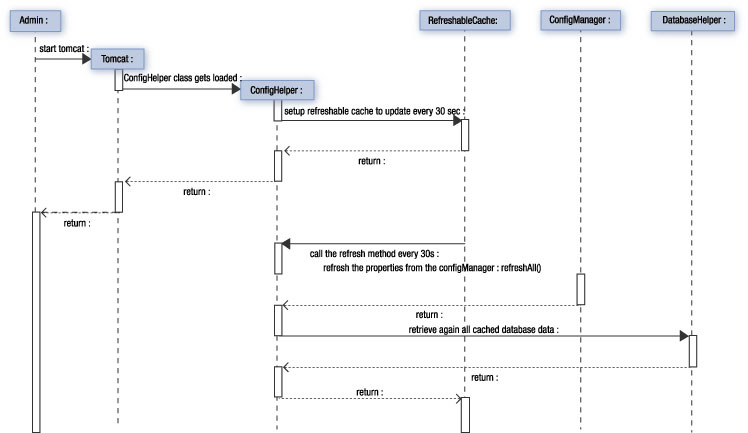 Admin :
RefreshableCache:
ConfigManager :
DatabaseHelper :
start tomcat :
Tomcat :
ConfigHelper class gets loaded :
ConfigHelper :
setup refreshable cache to update every 30 sec :
return :
return :
return :
call the refresh method every 30s :
refresh the properties from the configManager : refreshAll()
return :
retrieve again all cached database data :
return :
return :